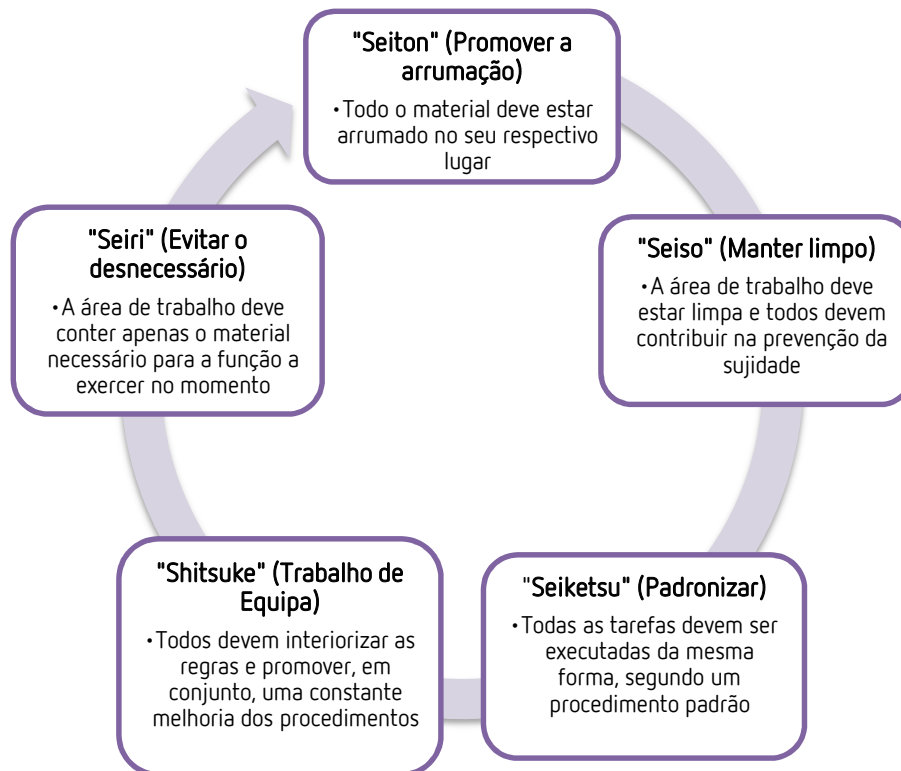 "Seiton" (Promover a
arrumação)
•Todo o material deve estar
arrumado no seu respectivo
lugar
"Seiso" (Manter limpo)
•A área de trabalho deve
estar limpa e todos devem
contribuir na prevenção da
sujidade
"Seiketsu" (Padronizar)
•Todas as tarefas devem ser
executadas da mesma
forma, segundo um
procedimento padrão
"Shitsuke" (Trabalho de
Equipa)
•Todos devem interiorizar as
regras e promover, em
conjunto, uma constante
melhoria dos procedimentos
"Seiri" (Evitar o
desnecessário)
•A área de trabalho deve
conter apenas o material
necessário para a função a
exercer no momento